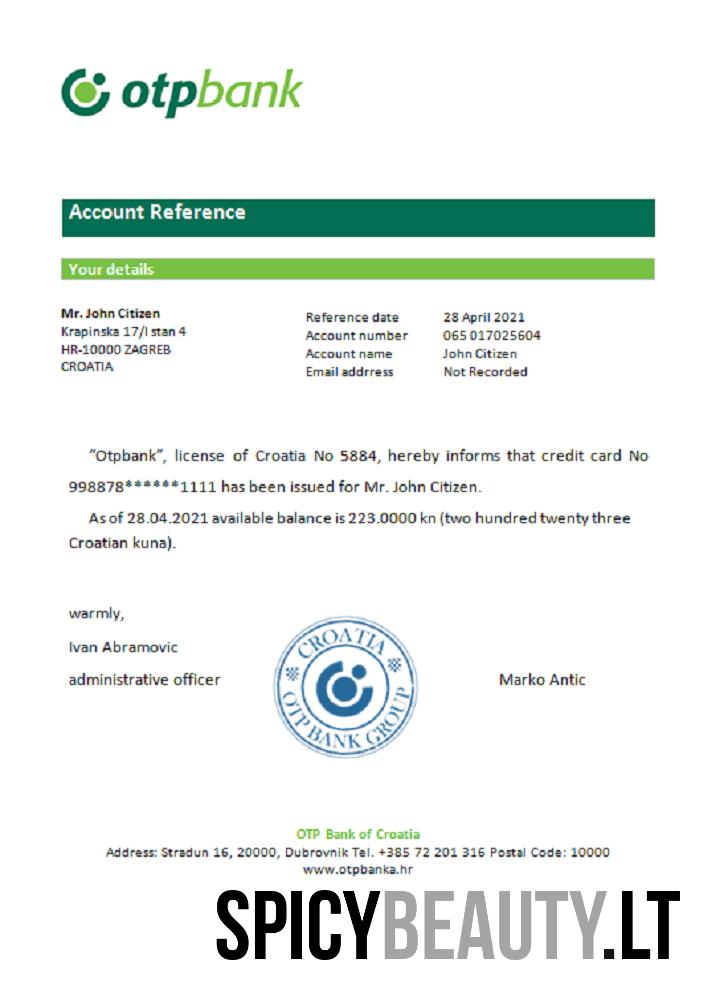 otpbank
Account Reference
Your details
Mr. John Citizen
Krapinska 17/I stan 4
HR-10000 ZAGREB
CROATIA
Reference date 28 April 2021
Account number 065 017025604
Account name John Citizen
Email addrress Not Recorded
“Otpbank”, license of Croatia No 5884, hereby informs that credit card No
998878******1111 has been issued for Mr. John Citizen.
As of 28.04.2021 available balance is 223.0000 kn (two hundred twenty three
Croatian kuna).
warmly,
Ivan Abramovic
administrative officer
CROATIA
OTP BANK GROUP
Marko Antic
OTP Bank of Croatia
Address: Stradun 16, 20000, Dubrovnik Tel. +385 72 201 316 Postal Code: 10000
www.otpbanka.hr
SPICYBEAUTY.LT